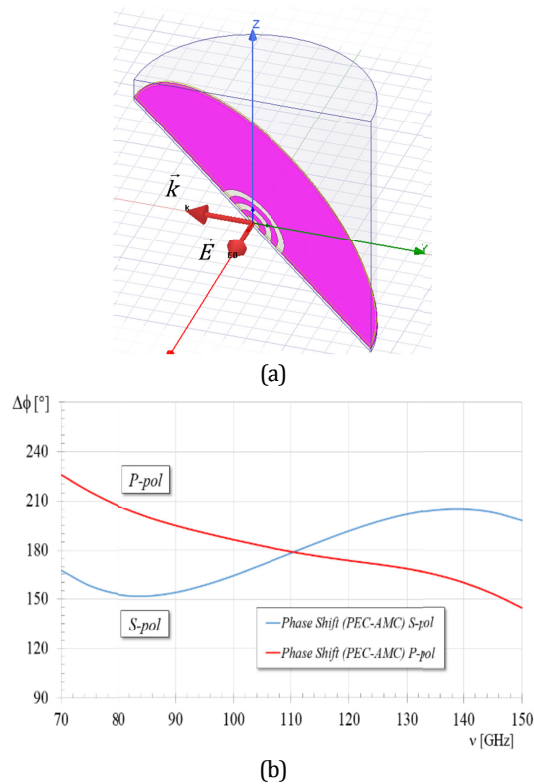 Z
k
k
Y
E
(a)
Δϕ [°]
240
P-pol
210
180
150
S-pol
Phase Shift (PEC-AMC) S-pol
Phase Shift (PEC-AMC) P-pol
120
90
70 80 90 100 110 120 130 140 150
ν [GHz]
(b)